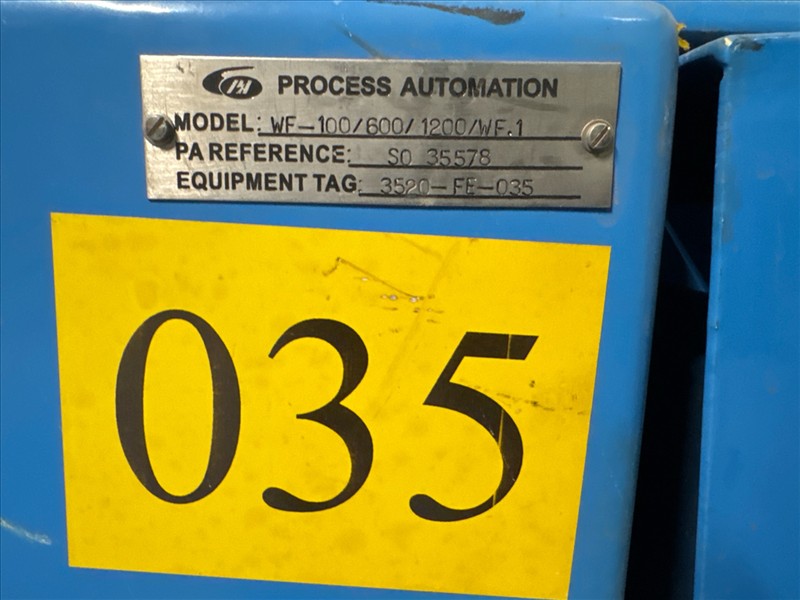 PROCESS AUTOMATION
MODEL: WF-100/600/1200/WF.1
PA REFERENCE: SO 35578
EQUIPMENT TAG: 3520-FE-035
035